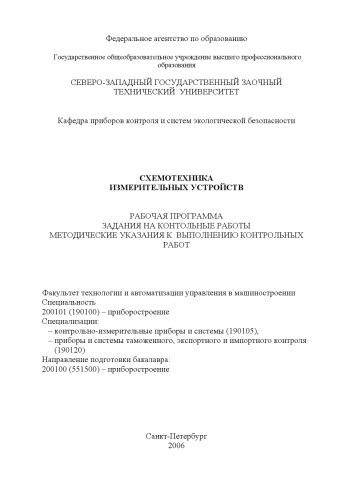 Федеральное агентство по образованию
Государственное общеобразовательное учреждение высшего профессионального
образования
СЕВЕРО-ЗАПАДНЫЙ ГОСУДАРСТВЕННЫЙ ЗАОЧНЫЙ
ТЕХНИЧЕСКИЙ УНИВЕРСИТЕТ
Кафедра приборов контроля и систем экологической безопасности
СХЕМОТЕХНИКА
ИЗМЕРИТЕЛЬНЫХ УСТРОЙСТВ
РАБОЧАЯ ПРОГРАММА
ЗАДАНИЯ НА КОНТОЛЬНЫЕ РАБОТЫ
МЕТОДИЧЕСКИЕ УКАЗАНИЯ К ВЫПОЛНЕНИЮ КОНТРОЛЬНЫХ
РАБОТ
Факультет технологии и автоматизации управления в машиностроении
Специальность
200101 (190100) – приборостроение
Специализации:
– контрольно-измерительные приборы и системы (190105),
– приборы и системы таможенного, экспортного и импортного контроля
(190120)
Направление подготовки бакалавра:
200100 (551500) – приборостроение
Санкт-Петербург
2006